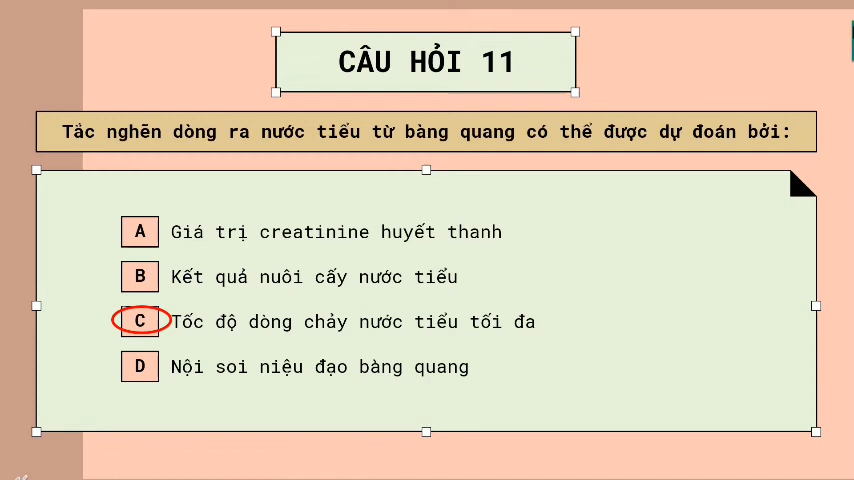 CÂU HỎI 11
Tắc nghẽn dòng ra nước tiểu từ bàng quang có thể được dự đoán bởi:
A Giá trị creatinine huyết thanh
B Kết quả nuôi cấy nước tiểu
C Tốc độ dòng chảy nước tiểu tối đa
D Nội soi niệu đạo bàng quang